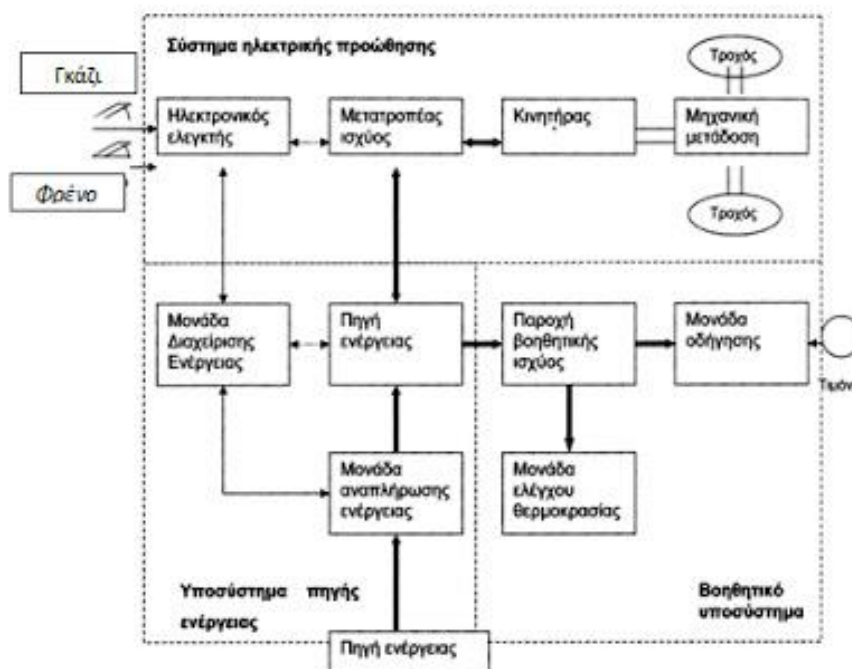 Σύστημα ηλεκτρικής προώθησης
Γκάζι
Φρένο
Ηλεκτρονικός
ελεγκτής
Μετατροπέας
ισχύος
Κινητήρας
Μηχανική
μετάδοση
Τροχός
Τροχός
Μονάδα
Διαχείρισης
Ενέργειας
Πηγή
ενέργειας
Παροχή
βοηθητικής
ισχύος
Μονάδα
οδήγησης
Τιμόν
Μονάδα
αναπλήρωσης
ενέργειας
Μονάδα
ελέγχου
θερμοκρασίας
Υποσύστημα πηγής
ενέργειας
Βοηθητικό
υποσύστημα
Πηγή ενέργειας